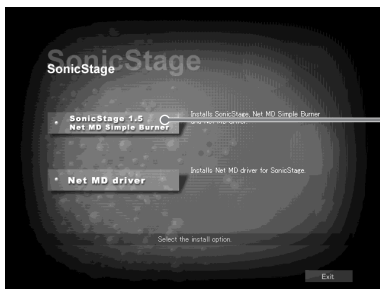 SonicStage
SonicStage
SonicStage 1.5
Net MD Simple Burner
Installs SonicStage, Net MD Simple Burner
and Net MD driver.
Net MD driver
Installs Net MD driver for SonicStage.
Select the install option.
Exit